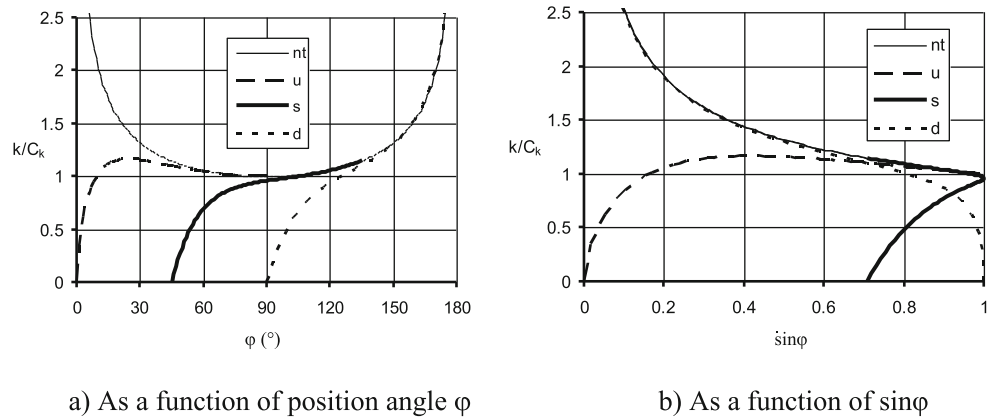 2.5
2
1.5
1
0.5
0
k/Cₖ
nt
u
s
d
0 30 60 90 120 150 180
φ (°)
a) As a function of position angle φ
2.5
2
1.5
1
0.5
0
k/Cₖ
nt
u
s
d
0 0.2 0.4 0.6 0.8 1
sinφ
b) As a function of sinφ